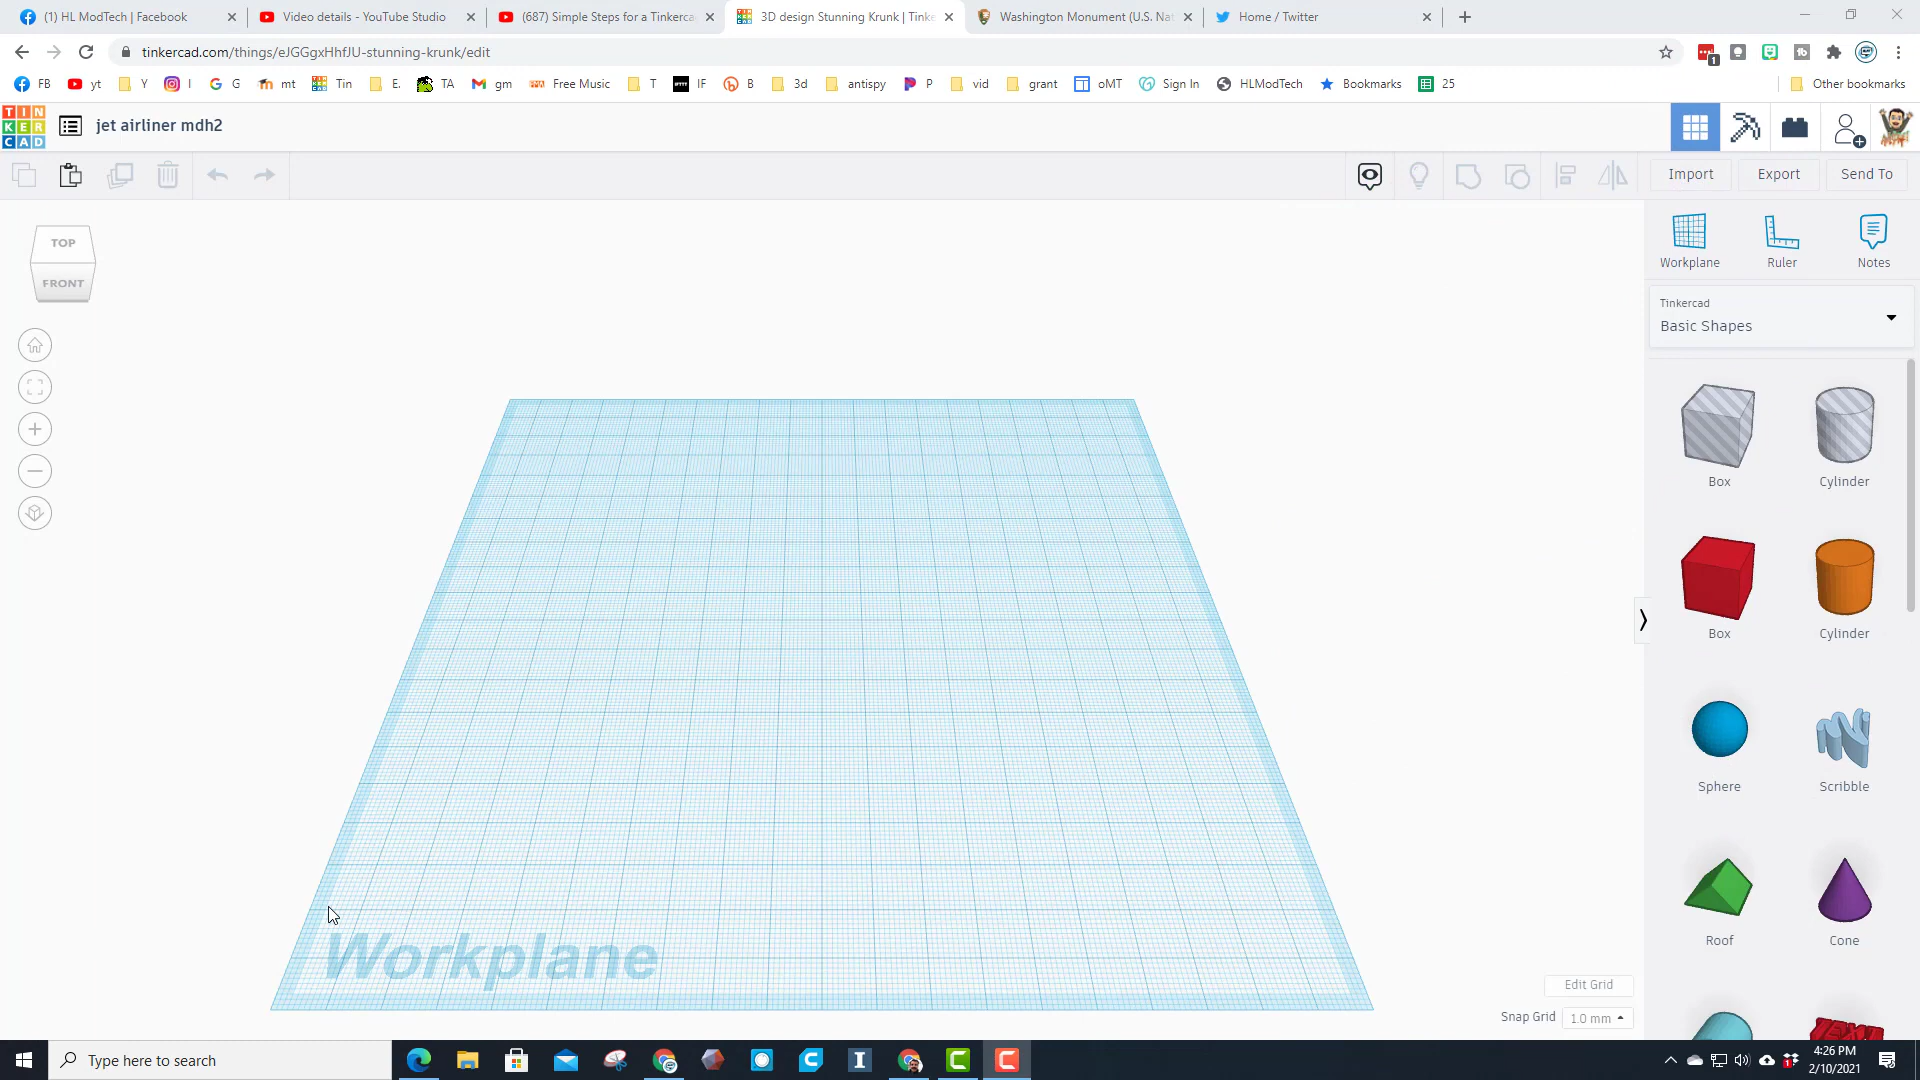 (1) HL ModTech | Facebook
Video details - YouTube Studio
(687) Simple Steps for a Tinkerca
3D design Stunning Krunk | Tinke
Washington Monument (U.S. Nat
Home / Twitter
tinkercad.com/things/eJGGgxHhfJU-stunning-krunk/edit
1
FB yt Y I G mt Tin E. TA gm Free Music T IF B 3d antispy P vid grant oMT Sign In HLModTech Bookmarks 25 Other bookmarks
TIN
KER
CAD
jet airliner mdh2
Import Export Send To
TOP
FRONT
Workplane Ruler Notes
Tinkercad
Basic Shapes
Box Cylinder
Box Cylinder
Sphere Scribble
Roof Cone
TEXT
Workplane
Edit Grid
Snap Grid 1.0 mm
Type here to search
4:26 PM
2/10/2021